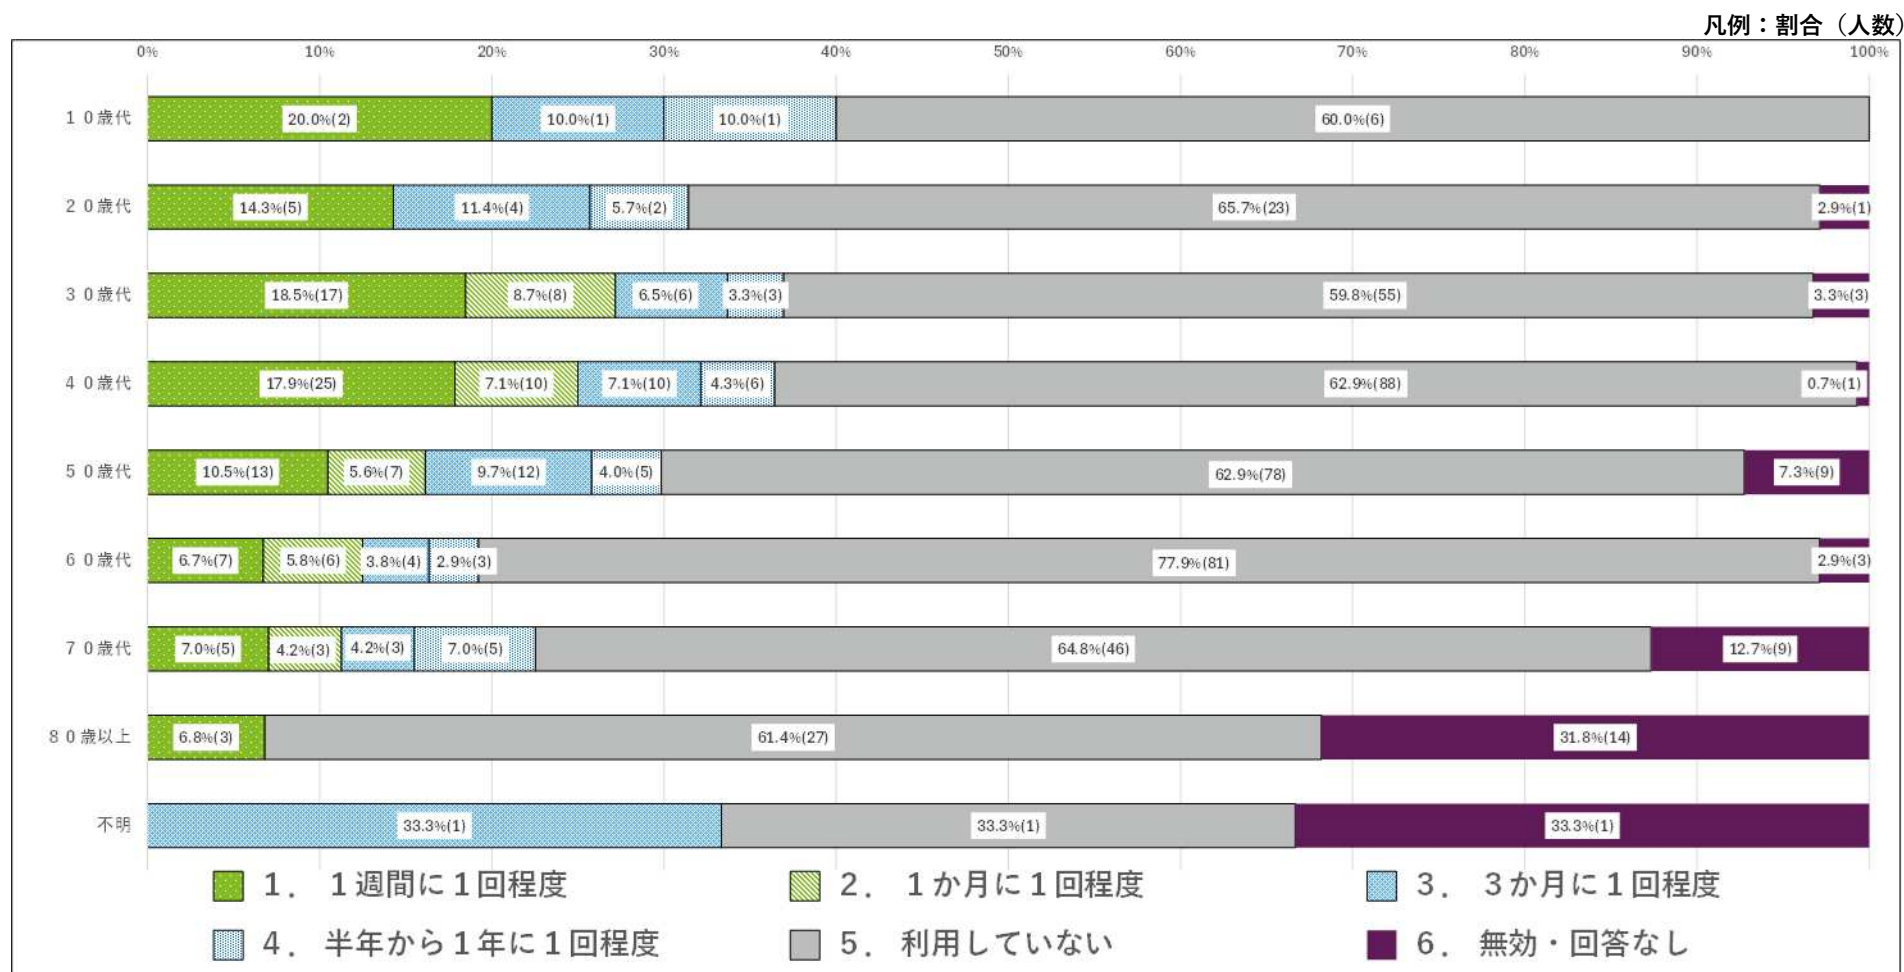 凡例：割合（人数）
0% 10% 20% 30% 40% 50% 60% 70% 80% 90% 100%
１０歳代 20.0%(2) 10.0%(1) 10.0%(1) 60.0%(6)
２０歳代 14.3%(5) 11.4%(4) 5.7%(2) 65.7%(23) 2.9%(1)
３０歳代 18.5%(17) 8.7%(8) 6.5%(6) 3.3%(3) 59.8%(55) 3.3%(3)
４０歳代 17.9%(25) 7.1%(10) 7.1%(10) 4.3%(6) 62.9%(88) 0.7%(1)
５０歳代 10.5%(13) 5.6%(7) 9.7%(12) 4.0%(5) 62.9%(78) 7.3%(9)
６０歳代 6.7%(7) 5.8%(6) 3.8%(4) 2.9%(3) 77.9%(81) 2.9%(3)
７０歳代 7.0%(5) 4.2%(3) 4.2%(3) 7.0%(5) 64.8%(46) 12.7%(9)
８０歳以上 6.8%(3) 61.4%(27) 31.8%(14)
不明 33.3%(1) 33.3%(1) 33.3%(1)
１． １週間に１回程度 ２． １か月に１回程度 ３． ３か月に１回程度
４． 半年から１年に１回程度 ５． 利用していない ６． 無効・回答なし